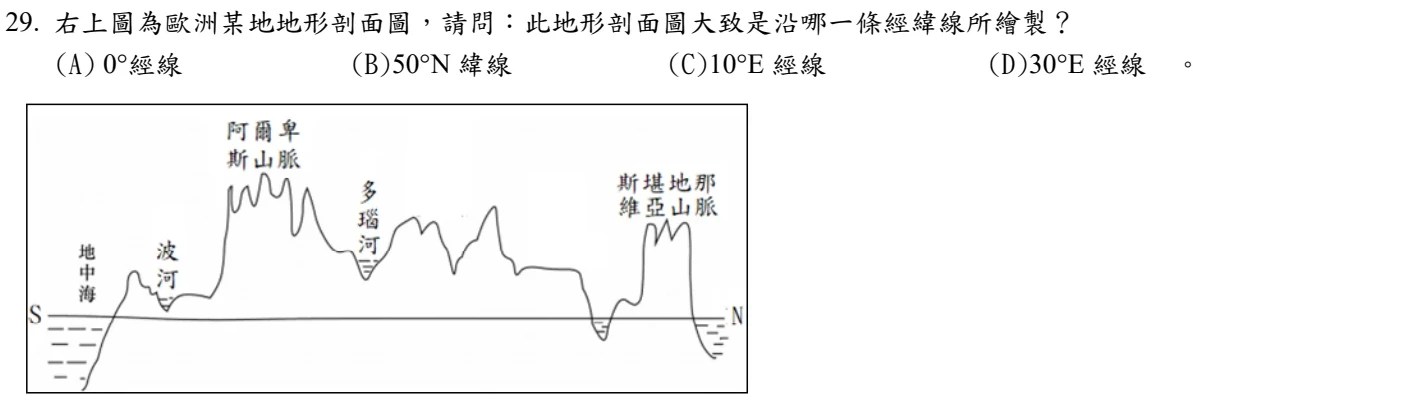 29. 右上圖為歐洲某地地形剖面圖，請問：此地形剖面圖大致是沿哪一條經緯線所繪製？
(A) 0°經線 (B)50°N 緯線 (C)10°E 經線 (D)30°E 經線 。
阿爾卑
斯山脈
多瑙河
斯堪地那
維亞山脈
地中海
波河
S
N